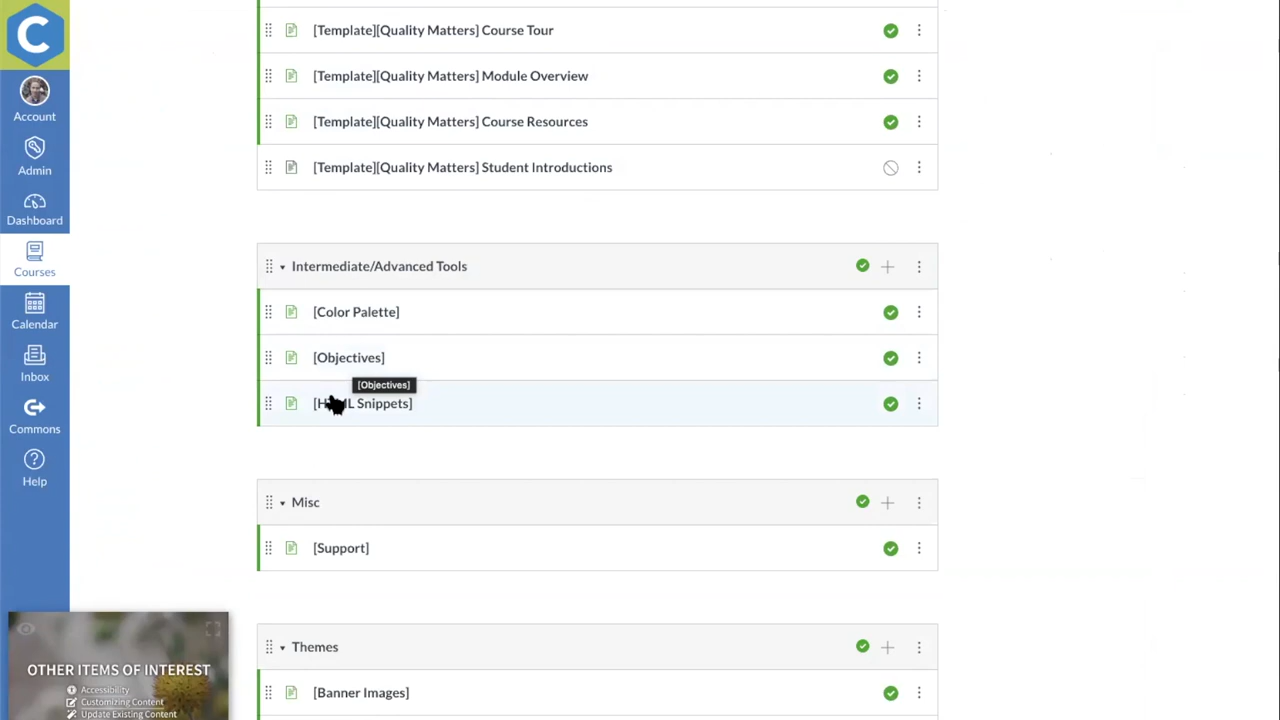 C
[Template][Quality Matters] Course Tour
[Template][Quality Matters] Module Overview
[Template][Quality Matters] Course Resources
[Template][Quality Matters] Student Introductions
Account
Admin
Dashboard
Courses
Calendar
Inbox
Commons
Help
Intermediate/Advanced Tools
[Color Palette]
[Objectives]
[Objectives]
Snippets]
Misc
[Support]
Themes
[Banner Images]
OTHER ITEMS OF INTEREST
Accessibility
Customizing Content
Update Existing Content